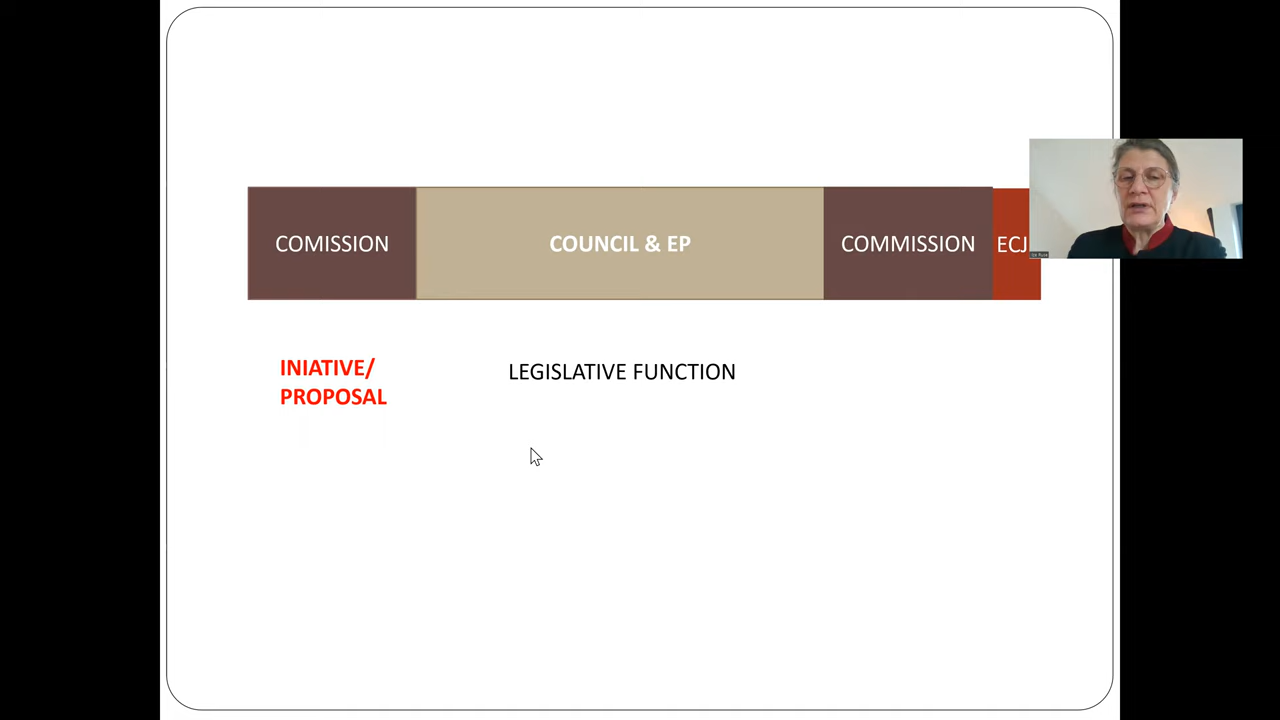 COMISSION
COUNCIL & EP
COMMISSION
ECJ
INIATIVE/
PROPOSAL
LEGISLATIVE FUNCTION